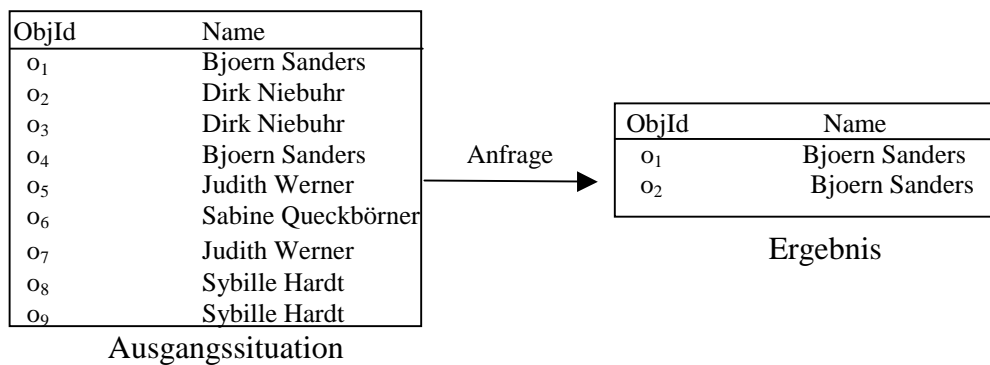 ObjId Name
o₁ Bjoern Sanders
o₂ Dirk Niebuhr
o₃ Dirk Niebuhr
o₄ Bjoern Sanders
o₅ Judith Werner
o₆ Sabine Queckbörner
o₇ Judith Werner
o₈ Sybille Hardt
o₉ Sybille Hardt
Ausgangssituation
Anfrage
ObjId Name
o₁ Bjoern Sanders
o₂ Bjoern Sanders
Ergebnis